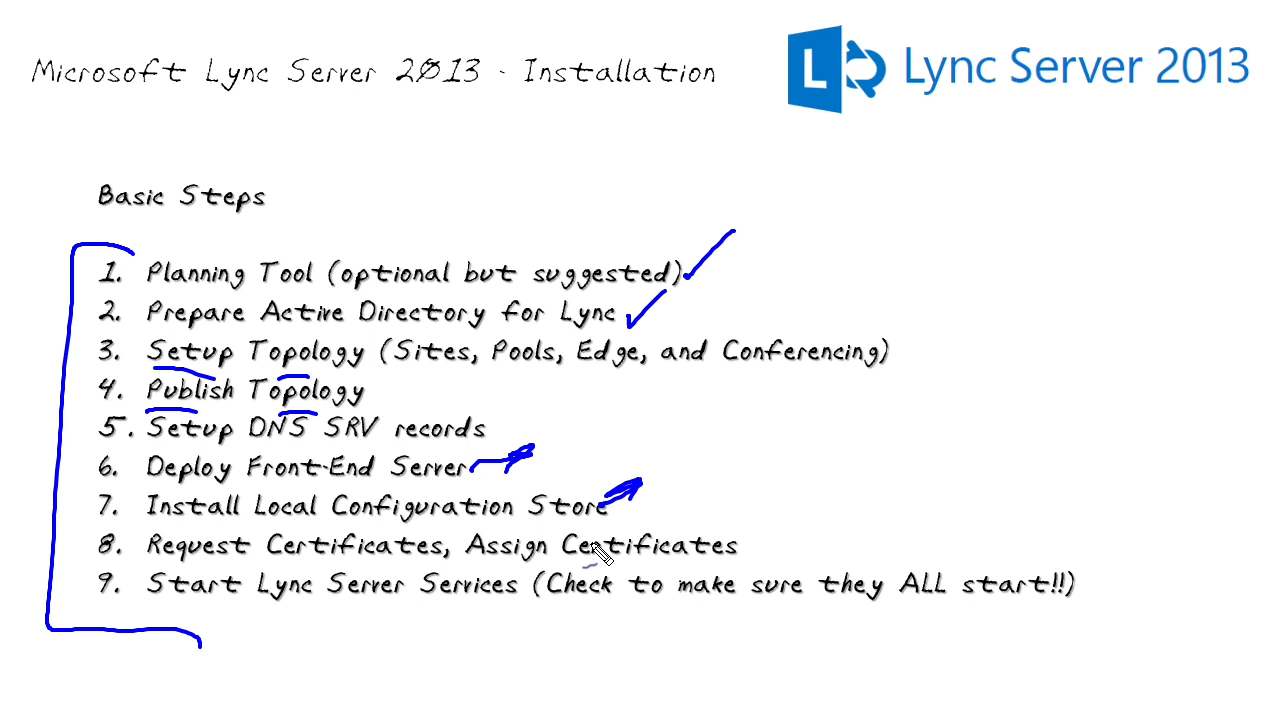 Microsoft Lync Server 2013 - Installation
L Lync Server 2013
Basic Steps
1. Planning Tool (optional but suggested)
2. Prepare Active Directory for Lync
3. Setup Topology (Sites, Pools, Edge, and Conferencing)
4. Publish Topology
5. Setup DNS SRV records
6. Deploy Front-End Server
7. Install Local Configuration Store
8. Request Certificates, Assign Certificates
9. Start Lync Server Services (Check to make sure they ALL start!!)